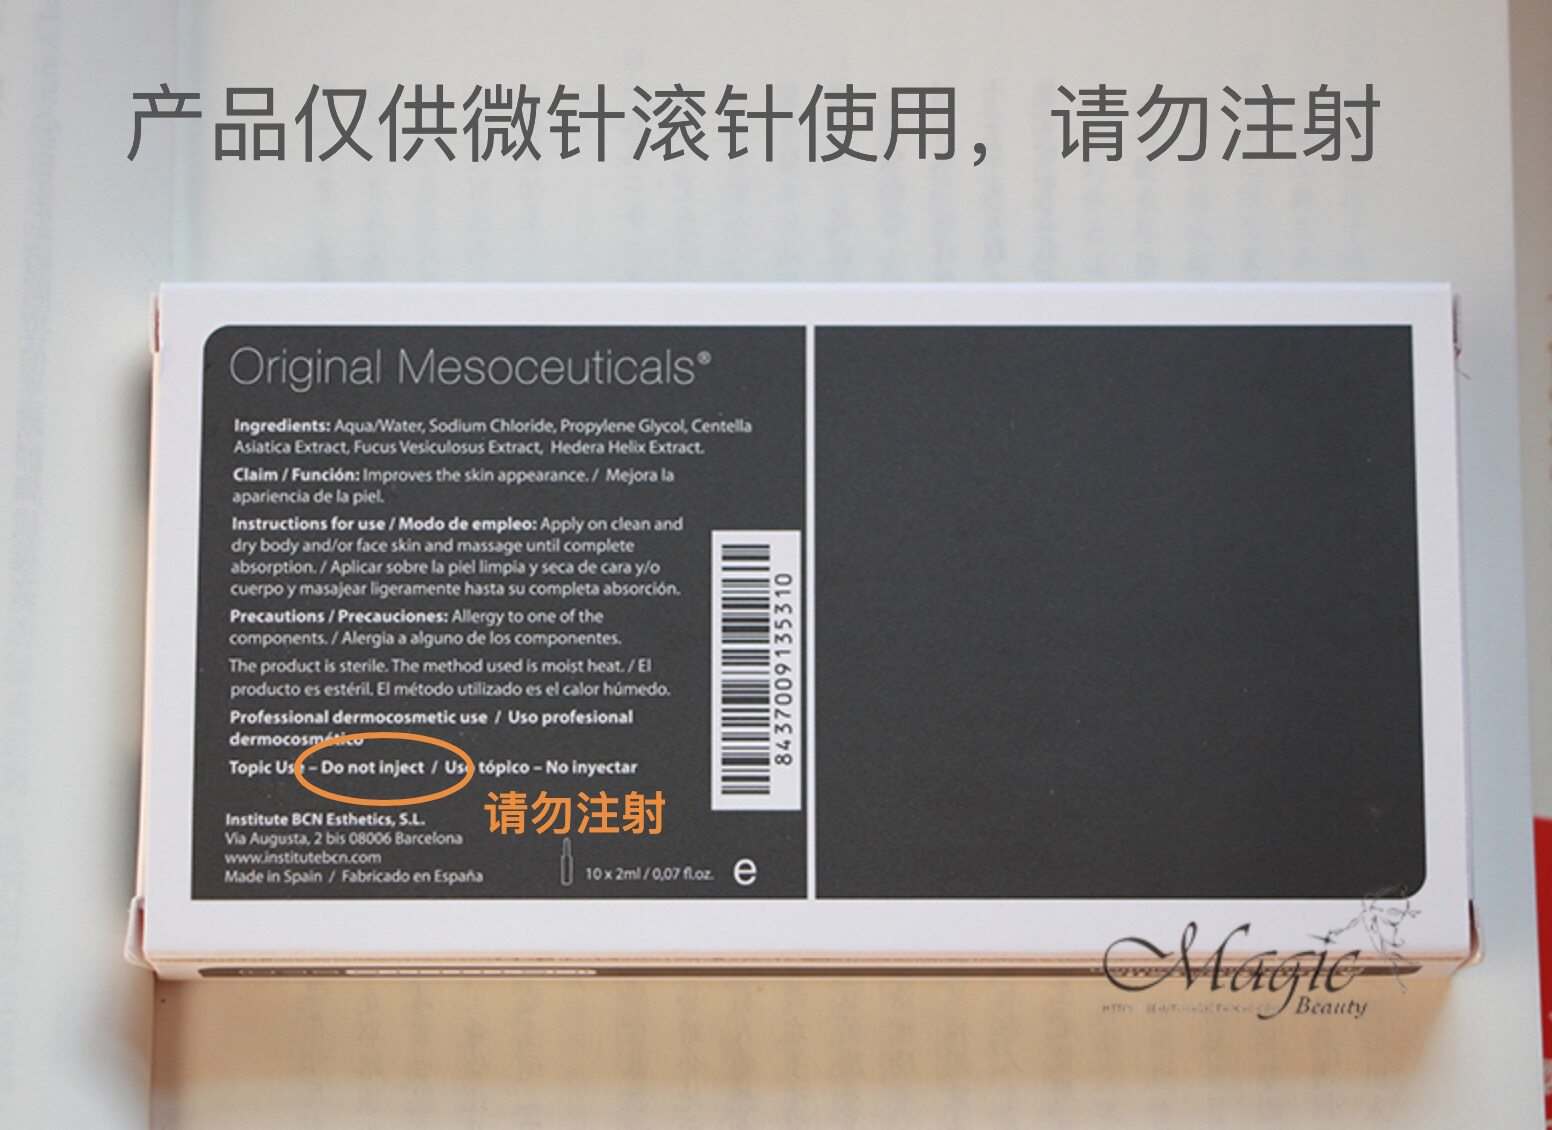 产品仅供微针滚针使用，请勿注射
Original Mesoceuticals®
Ingredients: Aqua/Water, Sodium Chloride, Propylene Glycol, Centella
Asiatica Extract, Fucus Vesiculosus Extract, Hedera Helix Extract.
Claim / Función: Improves the skin appearance. / Mejora la
apariencia de la piel.
Instructions for use / Modo de empleo: Apply on clean and
dry body and/or face skin and massage until complete
absorption. / Aplicar sobre la piel limpia y seca de cara y/o
cuerpo y masajear ligeramente hasta su completa absorción.
Precautions / Precauciones: Allergy to one of the
components. / Alergia a alguno de los componentes.
The product is sterile. The method used is moist heat. / El
producto es estéril. El método utilizado es el calor húmedo.
Professional dermocosmetic use / Uso profesional
dermocosmético
Topic Use – Do not inject / Uso tópico – No inyectar
请勿注射
Institute BCN Esthetics, S.L.
Via Augusta, 2 bis 08006 Barcelona
www.institutebcn.com
Made in Spain / Fabricado en España
10 x 2ml / 0,07 fl.oz. e
8437009135310
Magic
Beauty